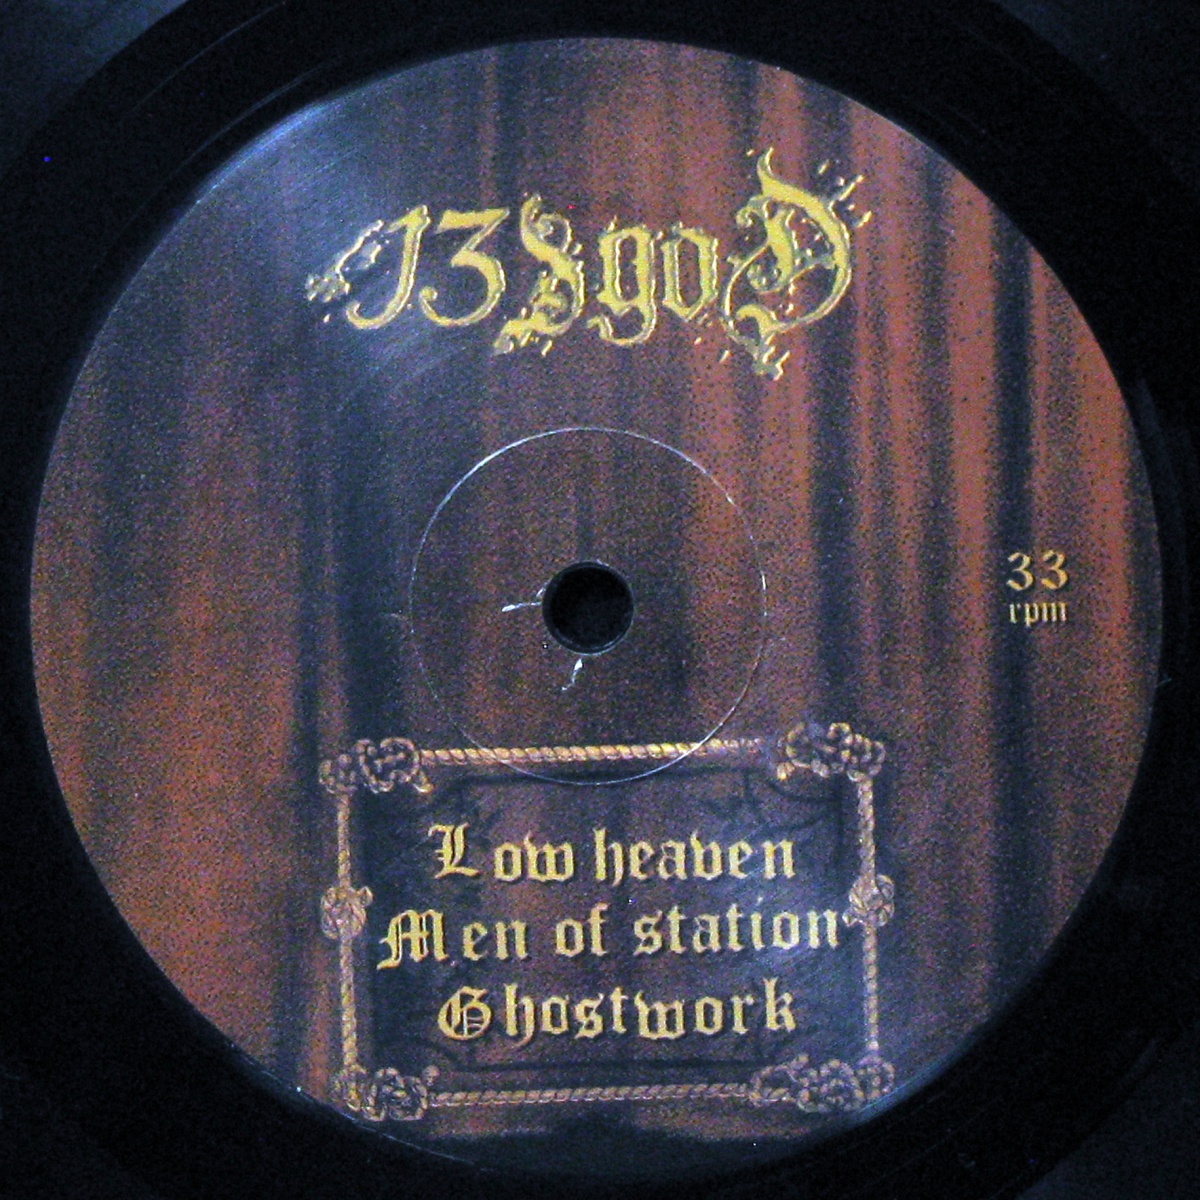 13&god
33
rpm
Low heaven
Men of station
Ghostwork